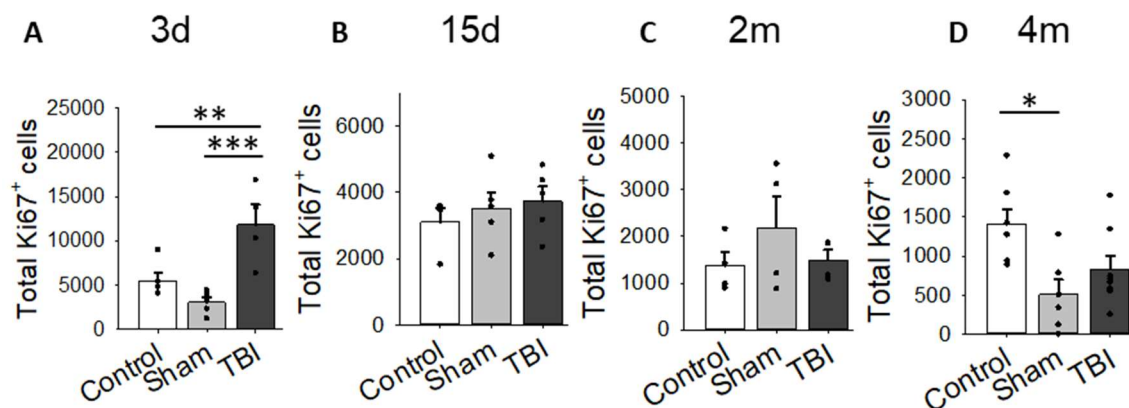 A 3d
Total Ki67+ cells
25000
20000
15000
10000
5000
0
**
***
Control
Sham
TBI
B 15d
Total Ki67+ cells
6000
4000
2000
0
Control
Sham
TBI
C 2m
Total Ki67+ cells
5000
4000
3000
2000
1000
0
Control
Sham
TBI
D 4m
Total Ki67+ cells
3000
2500
2000
1500
1000
500
0
*
Control
Sham
TBI